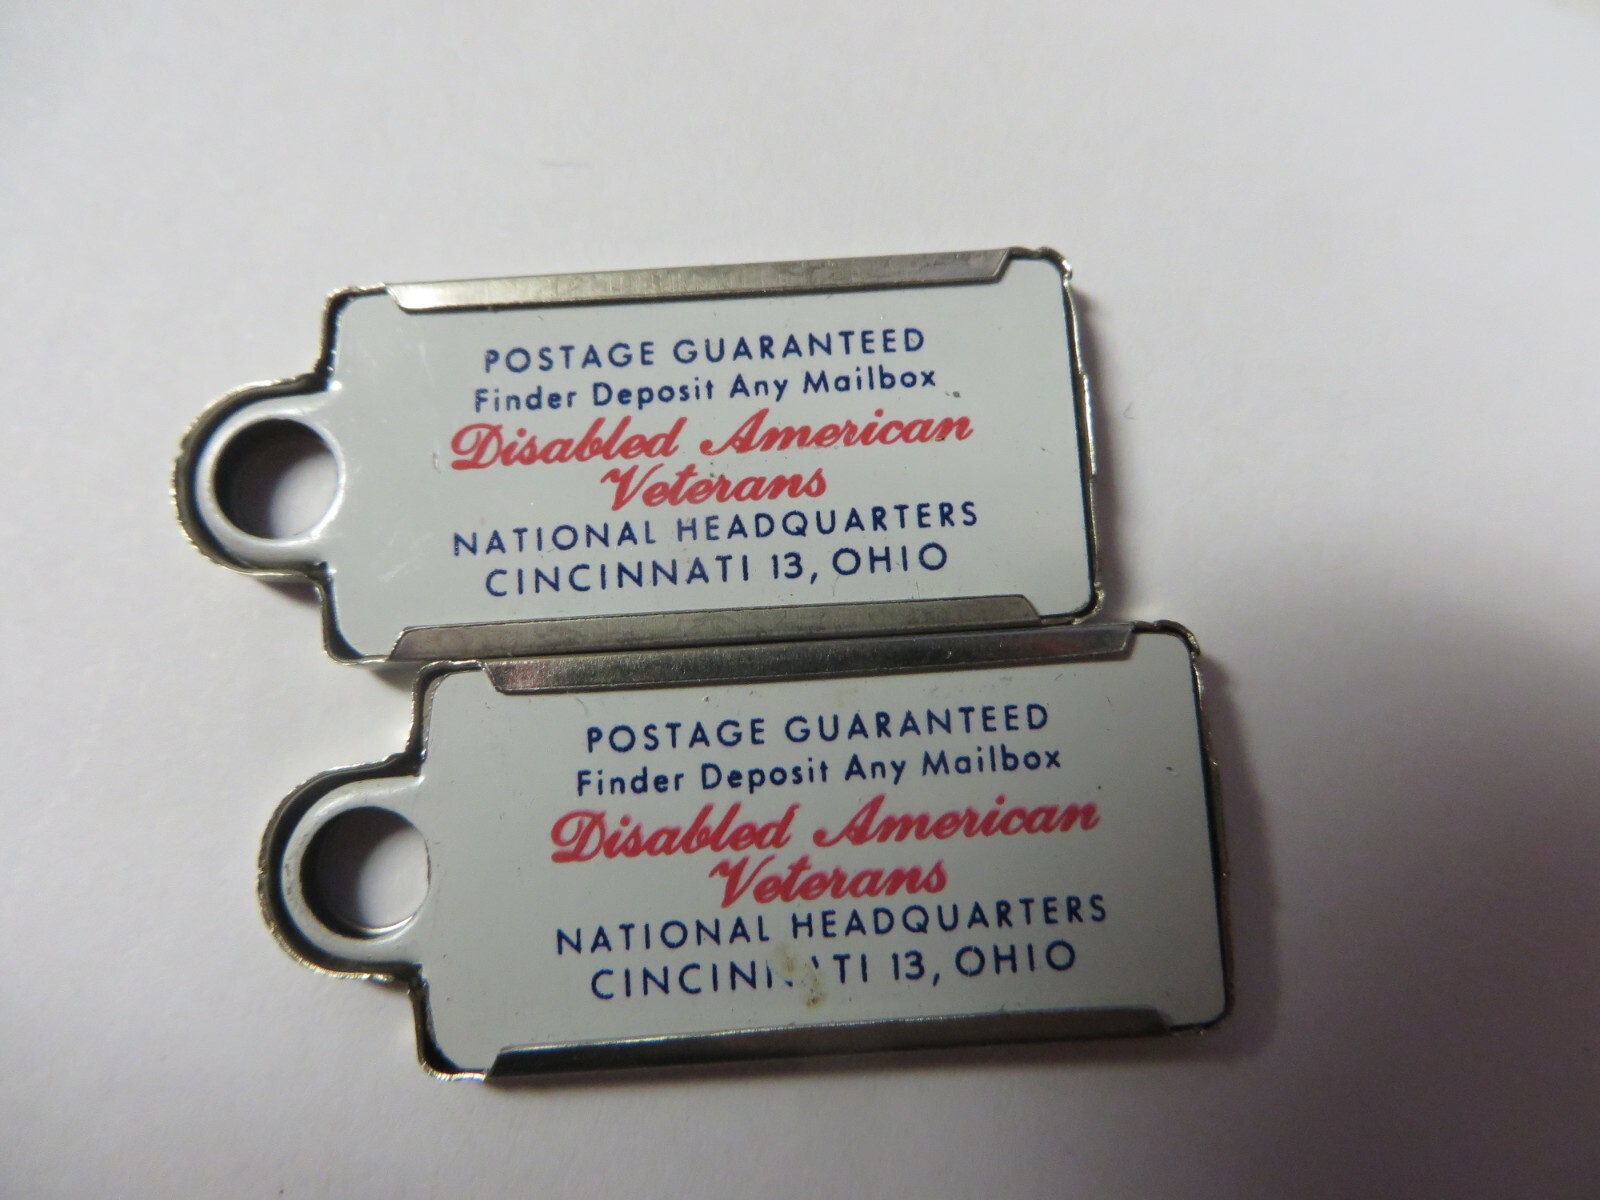 POSTAGE GUARANTEED
Finder Deposit Any Mailbox
Disabled American
Veterans
NATIONAL HEADQUARTERS
CINCINNATI 13, OHIO
POSTAGE GUARANTEED
Finder Deposit Any Mailbox
Disabled American
Veterans
NATIONAL HEADQUARTERS
CINCINNATI 13, OHIO